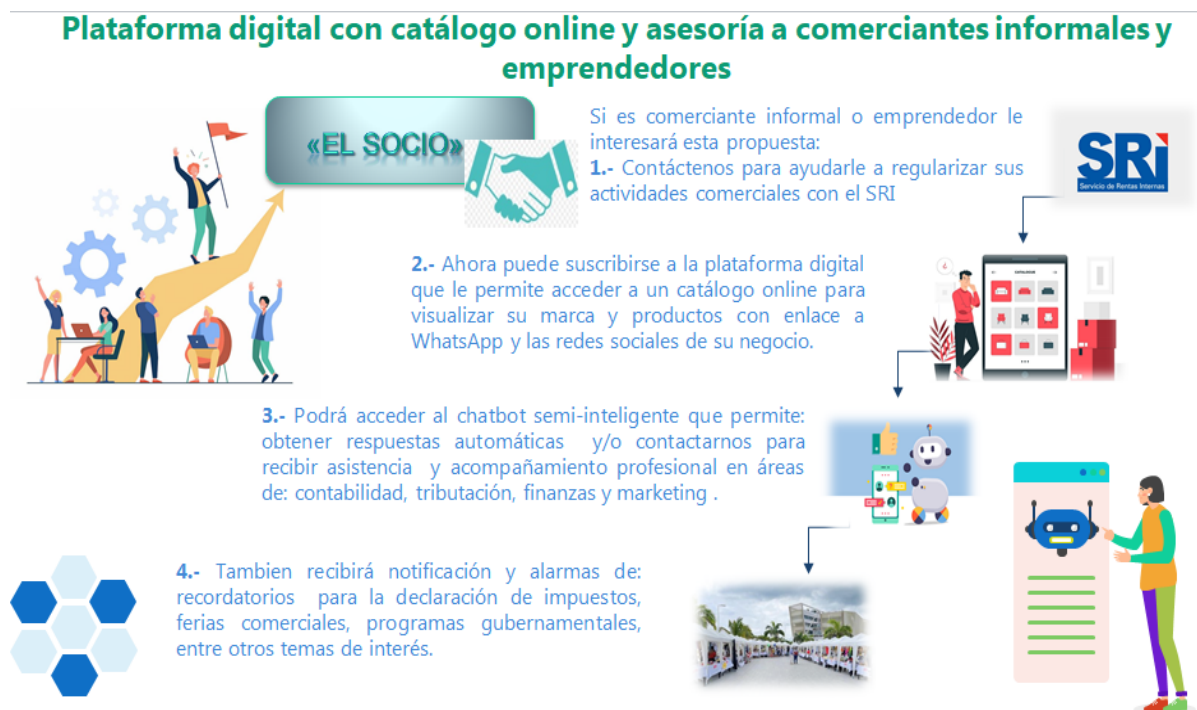 Plataforma digital con catálogo online y asesoría a comerciantes informales y
emprendedores
«EL SOCIO»
Si es comerciante informal o emprendedor le
interesará esta propuesta:
1.- Contáctenos para ayudarle a regularizar sus
actividades comerciales con el SRI
SRi
Servicio de Rentas Internas
2.- Ahora puede suscribirse a la plataforma digital
que le permite acceder a un catálogo online para
visualizar su marca y productos con enlace a
WhatsApp y las redes sociales de su negocio.
CATALOGUE
3.- Podrá acceder al chatbot semi-inteligente que permite:
obtener respuestas automáticas y/o contactarnos para
recibir asistencia y acompañamiento profesional en áreas
de: contabilidad, tributación, finanzas y marketing .
4.- Tambien recibirá notificación y alarmas de:
recordatorios para la declaración de impuestos,
ferias comerciales, programas gubernamentales,
entre otros temas de interés.